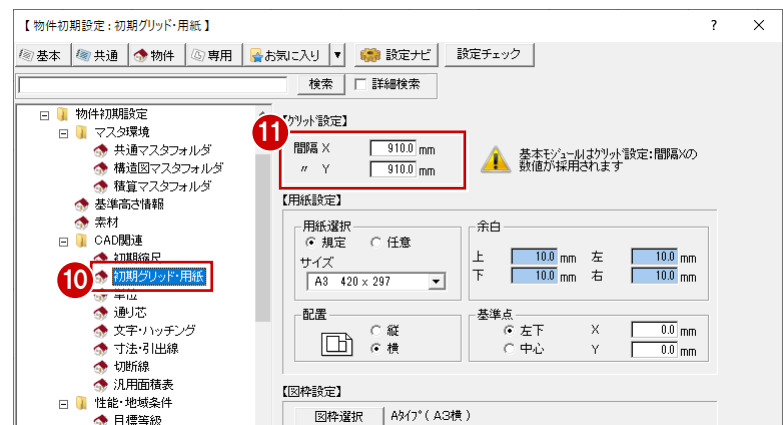 【 物件初期設定 : 初期グリッド・用紙 】 ? ×
基本 共通 物件 専用 お気に入り ▼ 設定ナビ 設定チェック
検索 詳細検索
物件初期設定
マスタ環境
共通マスタフォルダ
構造図マスタフォルダ
積算マスタフォルダ
基準高さ情報
素材
CAD関連
初期縮尺
10 初期グリッド・用紙
単位
通り芯
文字・ハッチング
寸法・引出線
切断線
汎用面積表
性能・地域条件
目標等級
【グリッド設定】
11
間隔 X 910.0 mm
〃 Y 910.0 mm
基本モジュールはグリッド設定:間隔Xの
数値が採用されます
【用紙設定】
用紙選択
規定 任意
サイズ
A3 420 × 297
余白
上 10.0 mm 左 10.0 mm
下 10.0 mm 右 10.0 mm
配置
縦
横
基準点
左下 X 0.0 mm
中心 Y 0.0 mm
【図枠設定】
図枠選択 Aタイプ( A3横 )